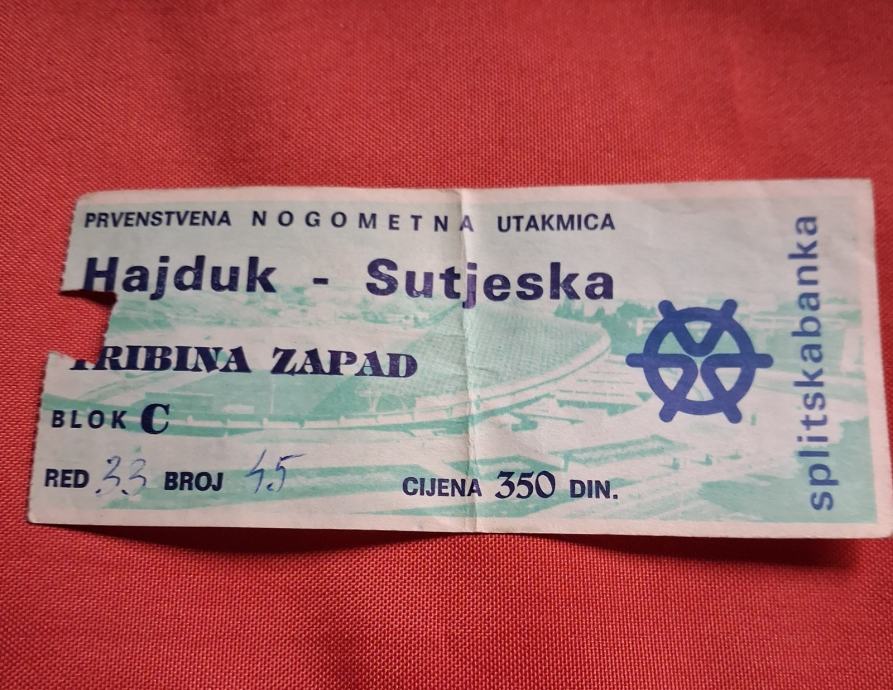 PRVENSTVENA NOGOMETNA UTAKMICA
Hajduk - Sutjeska
TRIBINA ZAPAD
BLOK C
RED 33 BROJ 45
CIJENA 350 DIN.
splitskabanka